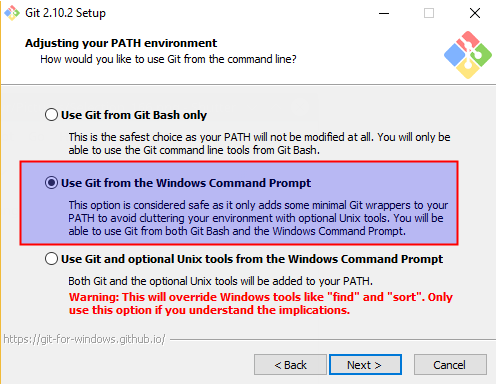 Git 2.10.2 Setup
Adjusting your PATH environment
How would you like to use Git from the command line?
Use Git from Git Bash only
This is the safest choice as your PATH will not be modified at all. You will only be
able to use the Git command line tools from Git Bash.
Use Git from the Windows Command Prompt
This option is considered safe as it only adds some minimal Git wrappers to your
PATH to avoid cluttering your environment with optional Unix tools. You will be
able to use Git from both Git Bash and the Windows Command Prompt.
Use Git and optional Unix tools from the Windows Command Prompt
Both Git and the optional Unix tools will be added to your PATH.
Warning: This will override Windows tools like "find" and "sort". Only
use this option if you understand the implications.
https://git-for-windows.github.io/
< Back
Next >
Cancel